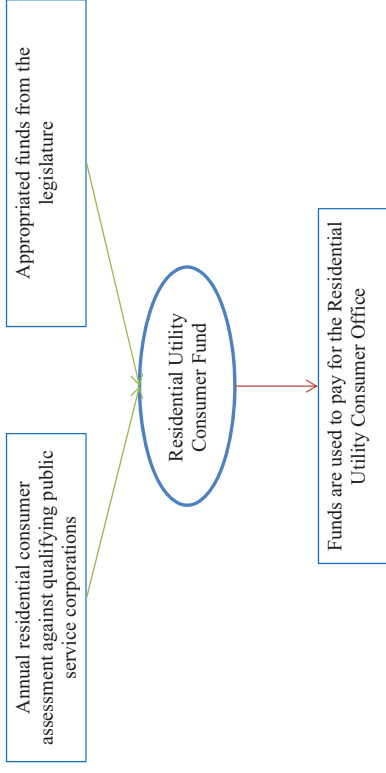 Annual residential consumer
assessment against qualifying public
service corporations
Appropriated funds from the
legislature
Residential Utility
Consumer Fund
Funds are used to pay for the Residential
Utility Consumer Office